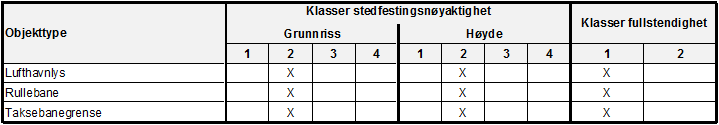 Objekttype Klasser stedfestingsnøyaktighet Klasser fullstendighet
Grunnriss Høyde
1 2 3 4 1 2 3 4 1 2
Lufthavnlys X X X
Rullebane X X X
Taksebanegrense X X X